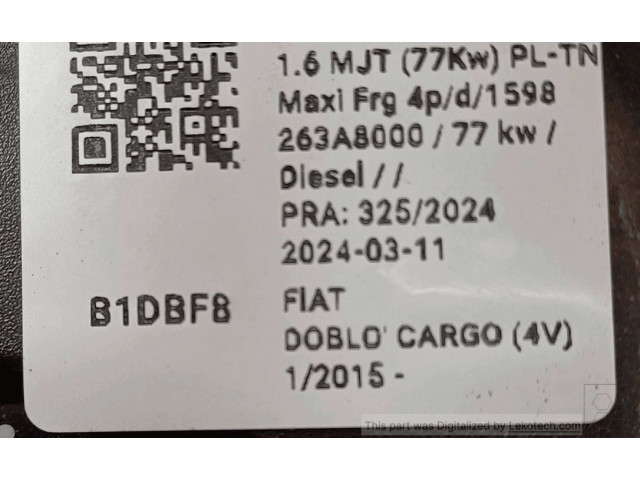 1.6 MJT (77Kw) PL-TN
Maxi Frg 4p/d/1598
263A8000 / 77 kw /
Diesel / /
PRA: 325/2024
2024-03-11
B1DBF8
FIAT
DOBLO' CARGO (4V)
1/2015 -
This part was Digitalized by Lekotech.com